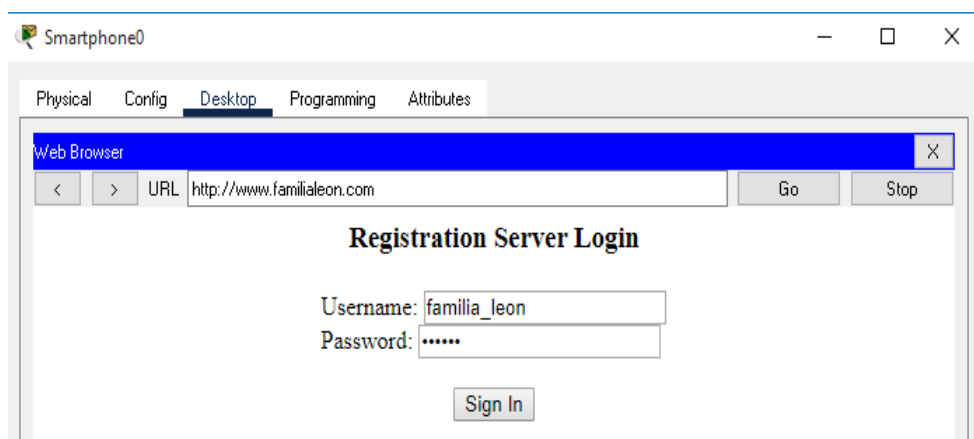 Smartphone0
Physical Config Desktop Programming Attributes
Web Browser X
< > URL http://www.familialeon.com Go Stop
Registration Server Login
Username: familia_leon
Password: ••••••
Sign In